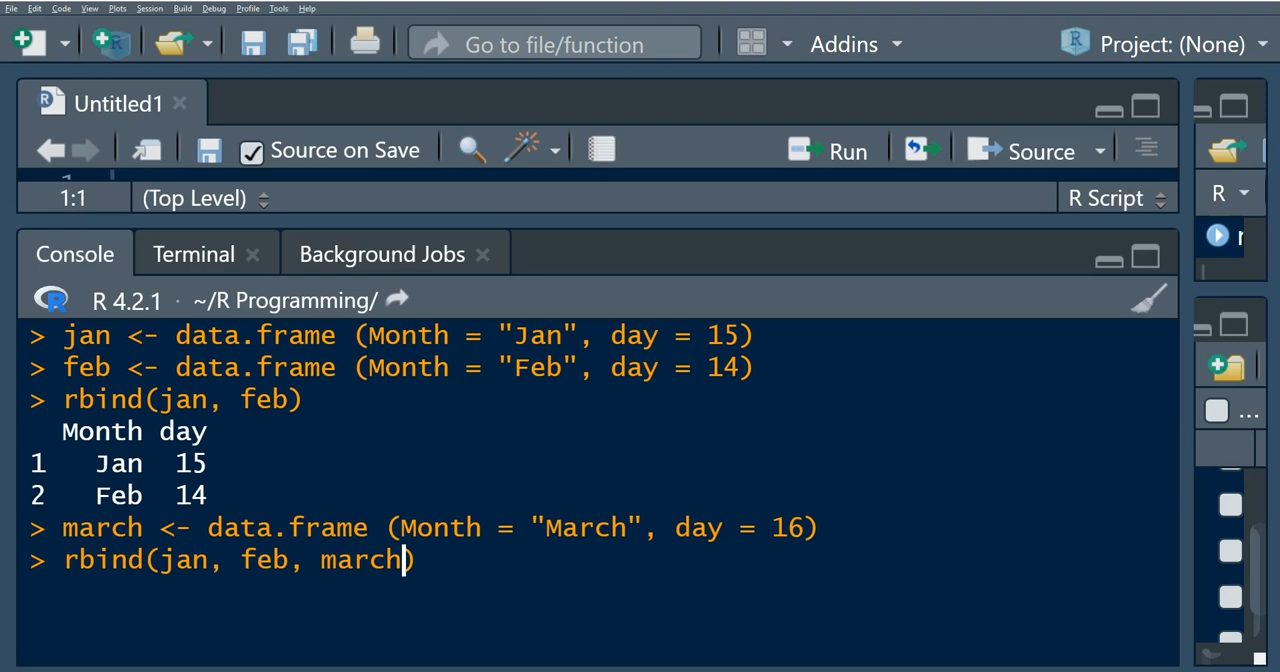 File Edit Code View Plots Session Build Debug Profile Tools Help
Go to file/function Addins Project: (None)
Untitled1
Source on Save Run Source
1
1:1 (Top Level) R Script
R
Console Terminal Background Jobs
R 4.2.1 · ~/R Programming/
> jan <- data.frame (Month = "Jan", day = 15)
> feb <- data.frame (Month = "Feb", day = 14)
> rbind(jan, feb)
Month day
1 Jan 15
2 Feb 14
> march <- data.frame (Month = "March", day = 16)
> rbind(jan, feb, march)
...